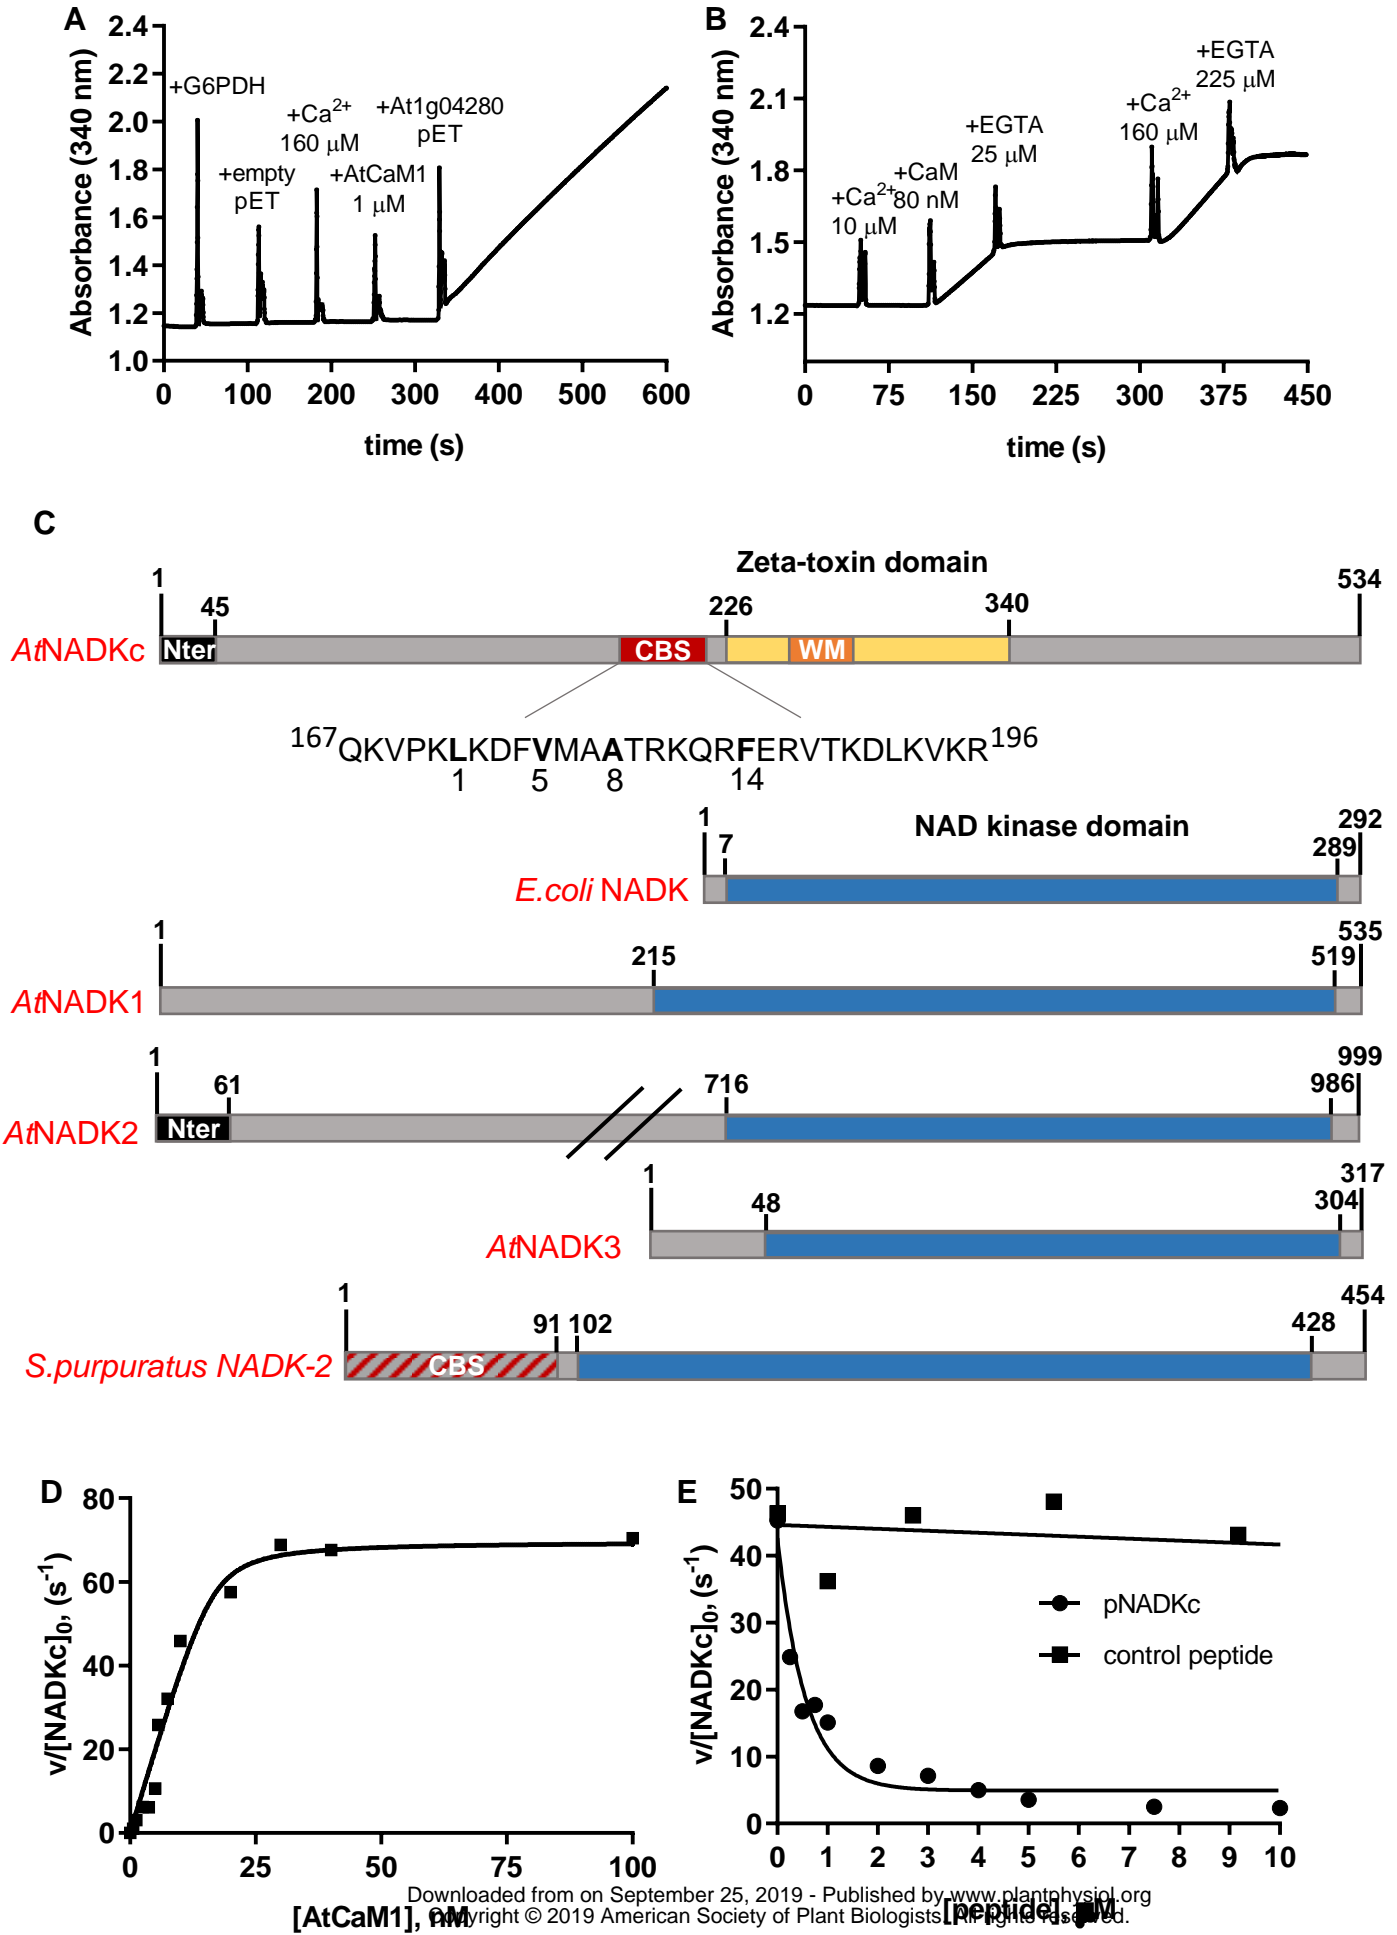 A
2.4
2.2
2.0
1.8
1.6
1.4
1.2
1.0
Absorbance (340 nm)
+G6PDH
+empty
pET
+Ca2+
160 μM
+AtCaM1
1 μM
+At1g04280
pET
0 100 200 300 400 500 600
time (s)
B
2.4
2.1
1.8
1.5
1.2
Absorbance (340 nm)
+Ca2+
10 μM
+CaM
80 nM
+EGTA
25 μM
+Ca2+
160 μM
+EGTA
225 μM
0 75 150 225 300 375 450
time (s)
C
Zeta-toxin domain
1 45 226 340 534
AtNADKc
Nter CBS WM
167QKVPKLKDFVMAATRKQRFERVTKDLKVKR196
1 5 8 14
NAD kinase domain
1 7 289 292
E.coli NADK
1 215 519 535
AtNADK1
1 61 716 986 999
AtNADK2
Nter
1 48 304 317
AtNADK3
1 91 102 428 454
S.purpuratus NADK-2
CBS
D
80
60
40
20
0
v/[NADKc]0, (s-1)
0 25 50 75 100
[AtCaM1], nM
E
50
40
30
20
10
0
v/[NADKc]0, (s-1)
pNADKc
control peptide
0 1 2 3 4 5 6 7 8 9 10
[peptide], μM
Downloaded from on September 25, 2019 - Published by www.plantphysiol.org
Copyright © 2019 American Society of Plant Biologists. All rights reserved.